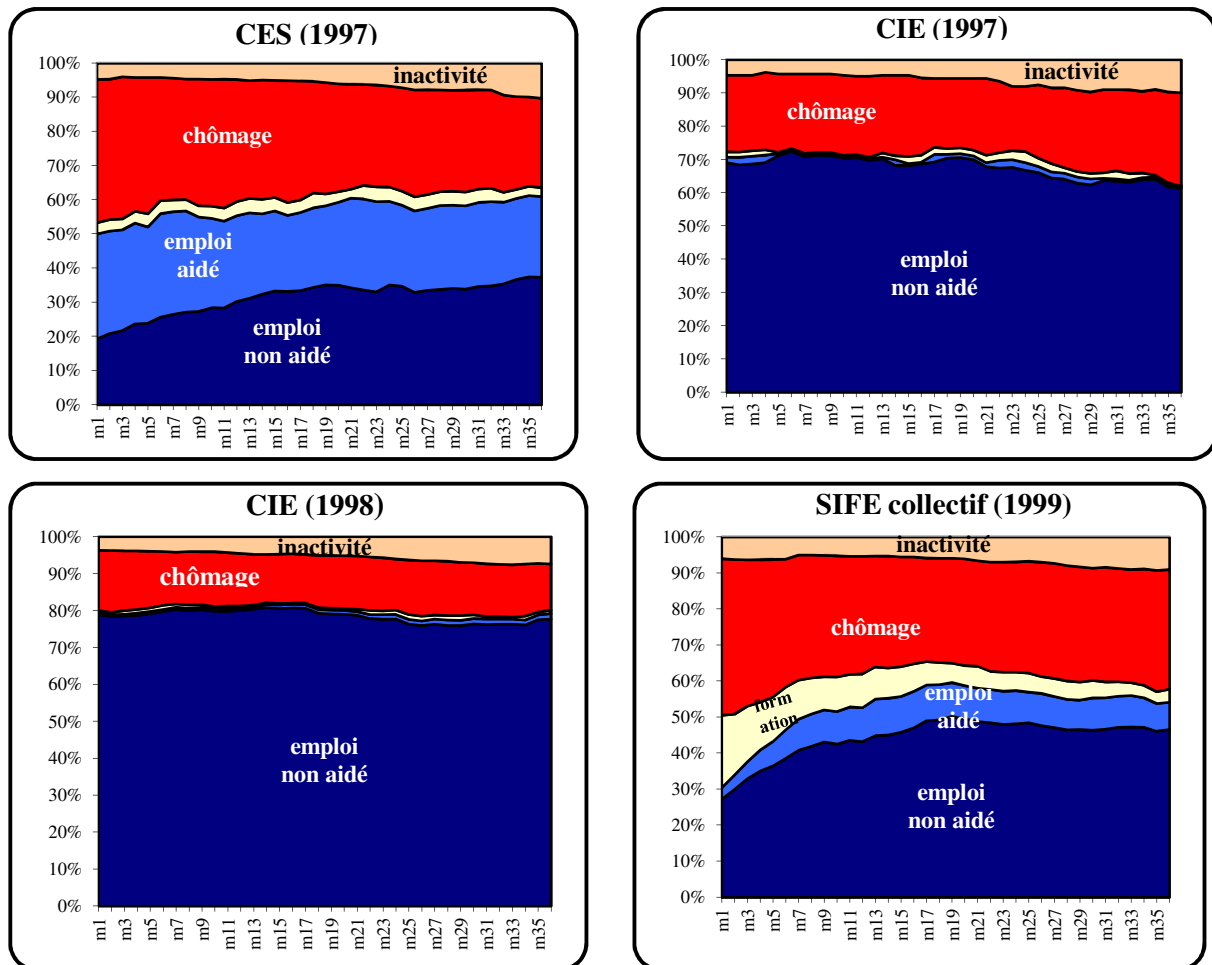 CES (1997)
100%
90%
80%
70%
60%
50%
40%
30%
20%
10%
0%
inactivité
chômage
emploi
aidé
emploi
non aidé
m1
m3
m5
m7
m9
m11
m13
m15
m17
m19
m21
m23
m25
m27
m29
m31
m33
m35
CIE (1997)
100%
90%
80%
70%
60%
50%
40%
30%
20%
10%
0%
inactivité
chômage
emploi
non aidé
m1
m3
m5
m7
m9
m11
m13
m15
m17
m19
m21
m23
m25
m27
m29
m31
m33
m35
CIE (1998)
100%
90%
80%
70%
60%
50%
40%
30%
20%
10%
0%
inactivité
chômage
emploi
non aidé
m1
m3
m5
m7
m9
m11
m13
m15
m17
m19
m21
m23
m25
m27
m29
m31
m33
m35
SIFE collectif (1999)
100%
90%
80%
70%
60%
50%
40%
30%
20%
10%
0%
inactivité
chômage
form
ation
emploi
aidé
emploi
non aidé
m1
m3
m5
m7
m9
m11
m13
m15
m17
m19
m21
m23
m25
m27
m29
m31
m33
m35